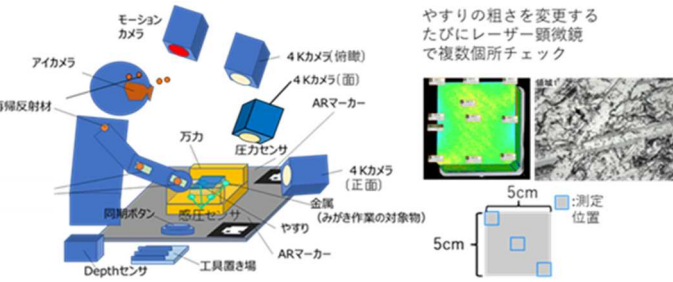 モーション
カメラ
4Kカメラ(俯瞰)
アイカメラ
4Kカメラ(面)
ARマーカー
再帰反射材
万力
圧力センサ
4Kカメラ
(正面)
金属
(みがき作業の対象物)
同期ボタン
感圧センサ
やすり
ARマーカー
Depthセンサ
工具置き場
やすりの粗さを変更する
たびにレーザー顕微鏡
で複数個所チェック
5cm
:測定
位置
5cm